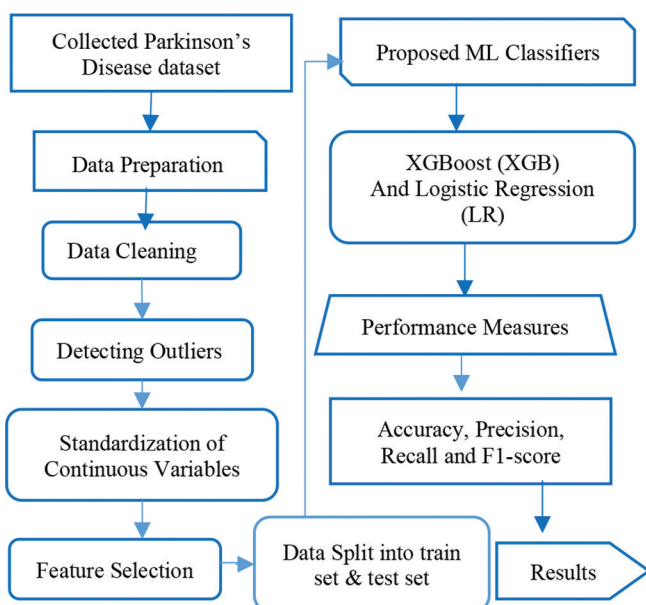 Collected Parkinson’s
Disease dataset
Data Preparation
Data Cleaning
Detecting Outliers
Standardization of
Continuous Variables
Feature Selection
Data Split into train
set & test set
Proposed ML Classifiers
XGBoost (XGB)
And Logistic Regression
(LR)
Performance Measures
Accuracy, Precision,
Recall and F1-score
Results